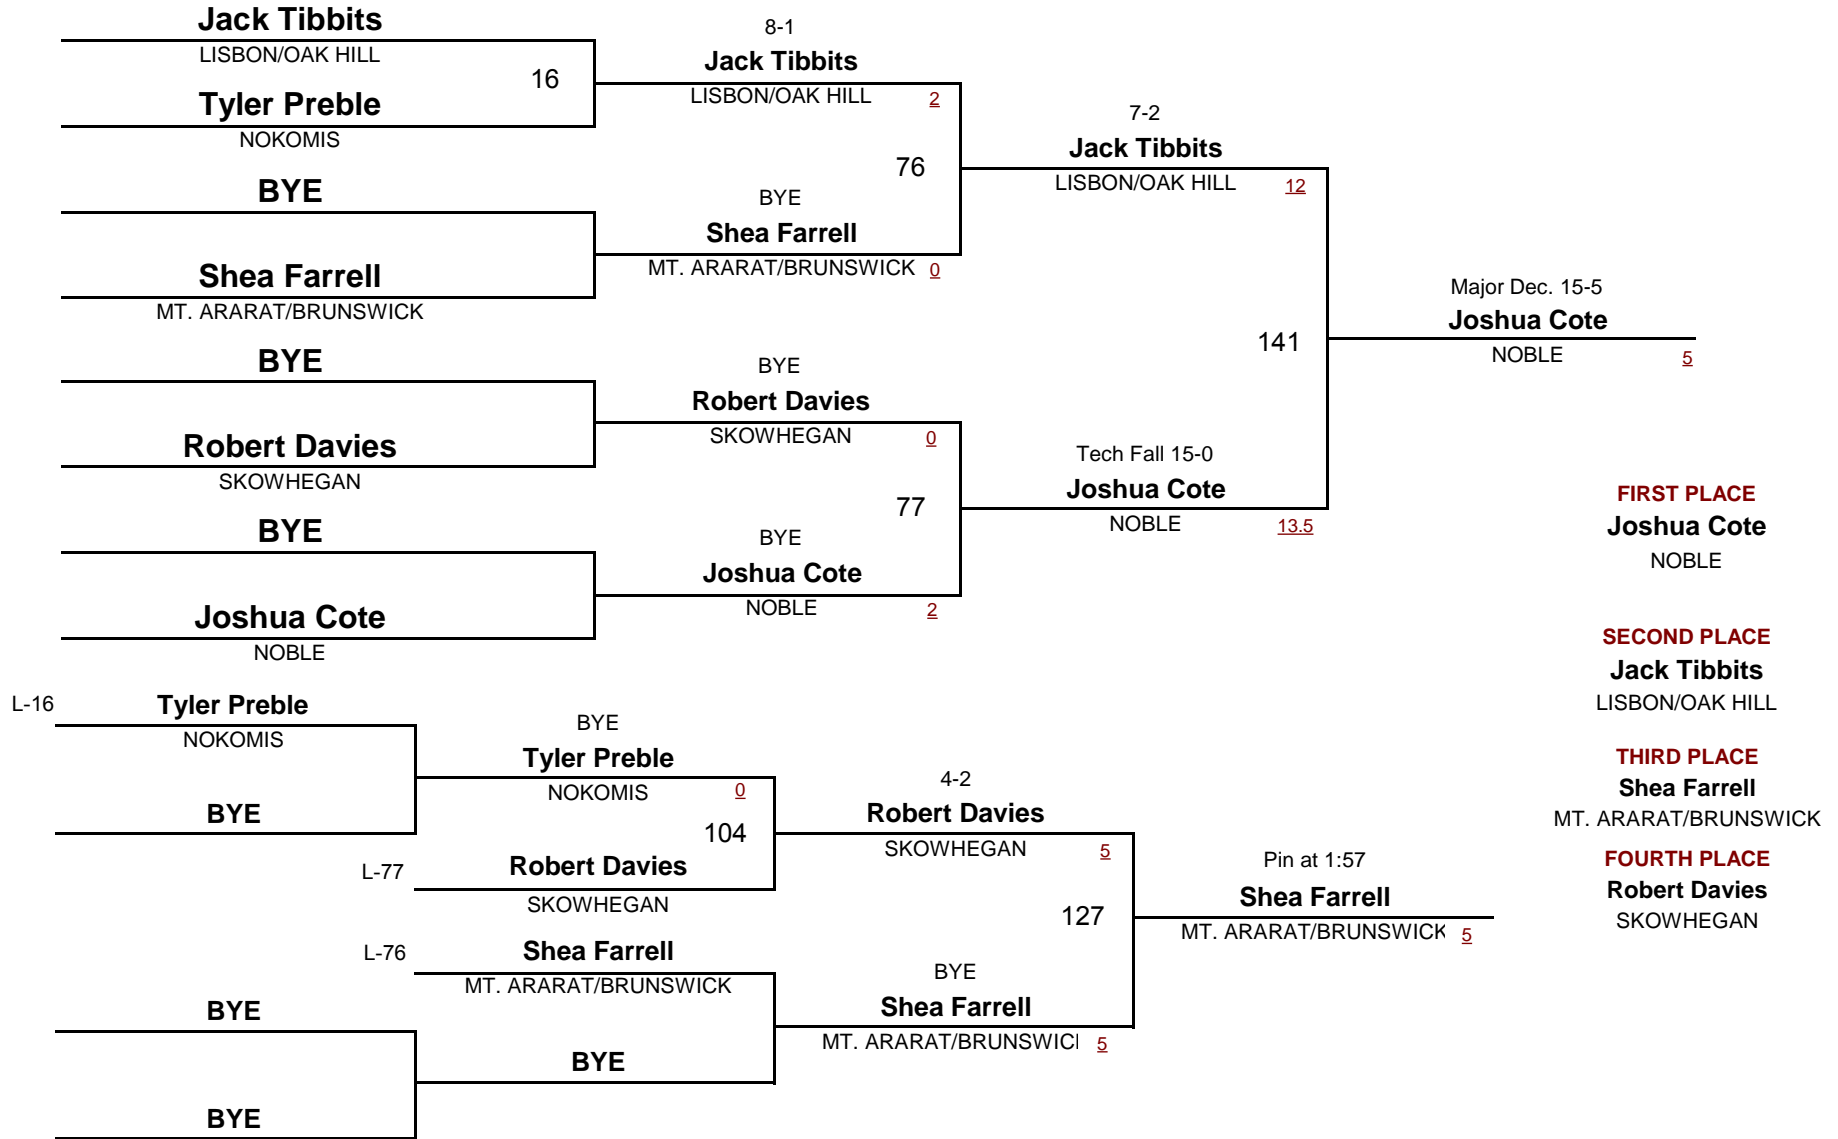 Jack Tibbits
LISBON/OAK HILL
16
Tyler Preble
NOKOMIS
BYE
Shea Farrell
MT. ARARAT/BRUNSWICK
BYE
Robert Davies
SKOWHEGAN
BYE
Joshua Cote
NOBLE
8-1
Jack Tibbits
LISBON/OAK HILL 2
76
BYE
Shea Farrell
MT. ARARAT/BRUNSWICK 0
BYE
Robert Davies
SKOWHEGAN 0
77
BYE
Joshua Cote
NOBLE 2
7-2
Jack Tibbits
LISBON/OAK HILL 12
141
Tech Fall 15-0
Joshua Cote
NOBLE 13.5
Major Dec. 15-5
Joshua Cote
NOBLE 5
FIRST PLACE
Joshua Cote
NOBLE
SECOND PLACE
Jack Tibbits
LISBON/OAK HILL
THIRD PLACE
Shea Farrell
MT. ARARAT/BRUNSWICK
FOURTH PLACE
Robert Davies
SKOWHEGAN
L-16 Tyler Preble
NOKOMIS
BYE
BYE
Tyler Preble
NOKOMIS 0
104
L-77 Robert Davies
SKOWHEGAN
L-76 Shea Farrell
MT. ARARAT/BRUNSWICK
BYE
BYE
BYE
4-2
Robert Davies
SKOWHEGAN 5
127
BYE
Shea Farrell
MT. ARARAT/BRUNSWICI 5
Pin at 1:57
Shea Farrell
MT. ARARAT/BRUNSWICK 5